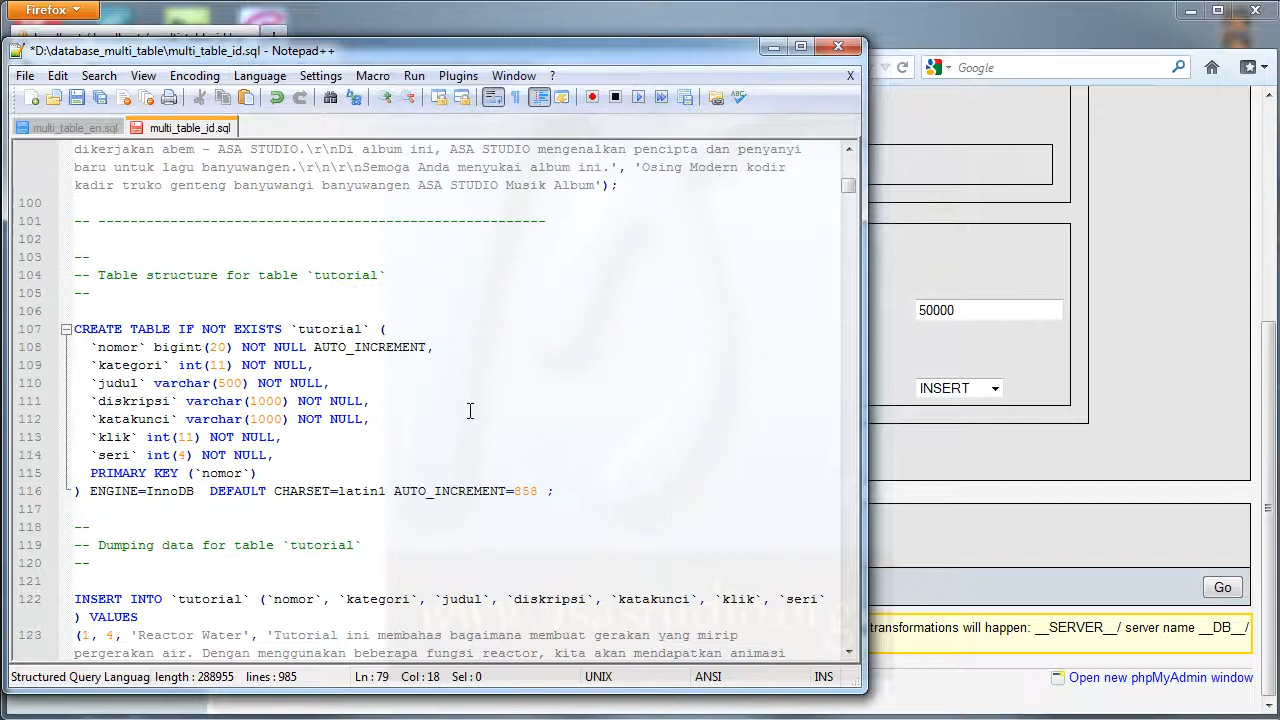 Firefox
*D:\database_multi_table\multi_table_id.sql - Notepad++
File Edit Search View Encoding Language Settings Macro Run Plugins Window ? X
Google
multi_table_en.sql multi_table_id.sql
dikerjakan abem - ASA STUDIO.\r\nDi album ini, ASA STUDIO mengenalkan pencipta dan penyanyi
baru untuk lagu banyuwangen.\r\n\r\nSemoga Anda menyukai album ini.', 'Osing Modern kodir
kadir truko genteng banyuwangi banyuwangen ASA STUDIO Musik Album');
100
101 -- --------------------------------------------------------
102
103 --
104 -- Table structure for table `tutorial`
105 --
106
107 CREATE TABLE IF NOT EXISTS `tutorial` (
108 `nomor` bigint(20) NOT NULL AUTO_INCREMENT,
109 `kategori` int(11) NOT NULL,
110 `judul` varchar(500) NOT NULL,
111 `diskripsi` varchar(1000) NOT NULL,
112 `katakunci` varchar(1000) NOT NULL,
113 `klik` int(11) NOT NULL,
114 `seri` int(4) NOT NULL,
115 PRIMARY KEY (`nomor`)
116 ) ENGINE=InnoDB DEFAULT CHARSET=latin1 AUTO_INCREMENT=858 ;
117
118 --
119 -- Dumping data for table `tutorial`
120 --
121
122 INSERT INTO `tutorial` (`nomor`, `kategori`, `judul`, `diskripsi`, `katakunci`, `klik`, `seri`
) VALUES
123 (1, 4, 'Reactor Water', 'Tutorial ini membahas bagaimana membuat gerakan yang mirip
pergerakan air. Dengan menggunakan beberapa fungsi reactor, kita akan mendapatkan animasi
Structured Query Languag length : 288955 lines : 985 Ln : 79 Col : 18 Sel : 0 UNIX ANSI INS
50000
INSERT
Go
transformations will happen: __SERVER__/ server name __DB__/
Open new phpMyAdmin window